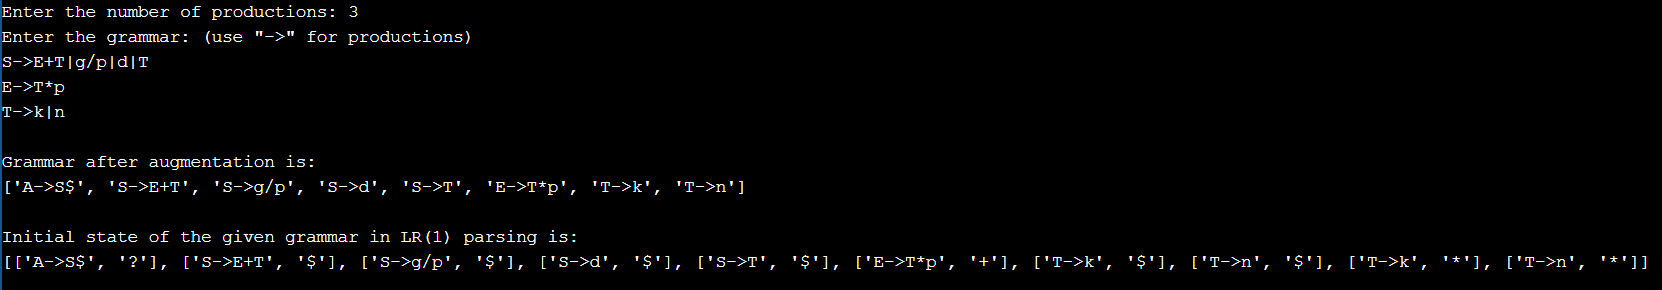 Enter the number of productions: 3
Enter the grammar: (use "->" for productions)
S->E+T|g/p|d|T
E->T*p
T->k|n
Grammar after augmentation is:
['A->S$', 'S->E+T', 'S->g/p', 'S->d', 'S->T', 'E->T*p', 'T->k', 'T->n']
Initial state of the given grammar in LR(1) parsing is:
[['A->S$', '?'], ['S->E+T', '$'], ['S->g/p', '$'], ['S->d', '$'], ['S->T', '$'], ['E->T*p', '+'], ['T->k', '$'], ['T->n', '$'], ['T->k', '*'], ['T->n', '*']]